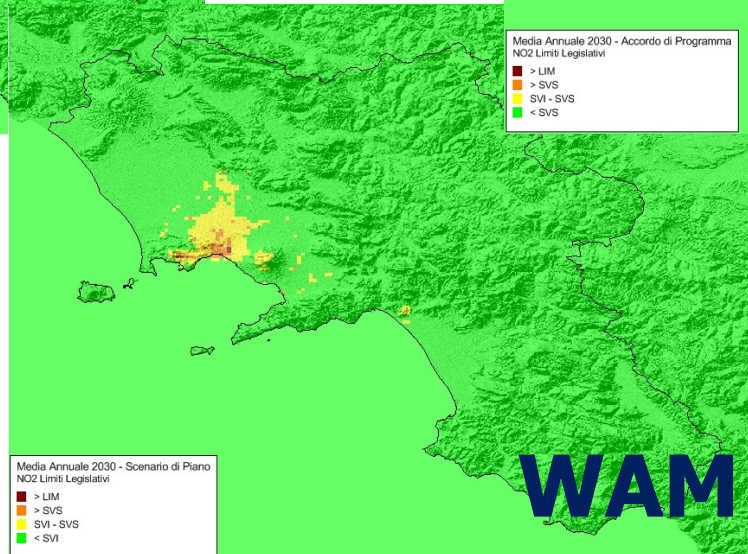 Media Annuale 2030 - Accordo di Programma
NO2 Limiti Legislativi
> LIM
> SVS
SVI - SVS
< SVS
Media Annuale 2030 - Scenario di Piano
NO2 Limiti Legislativi
> LIM
> SVS
SVI - SVS
< SVI
WAM